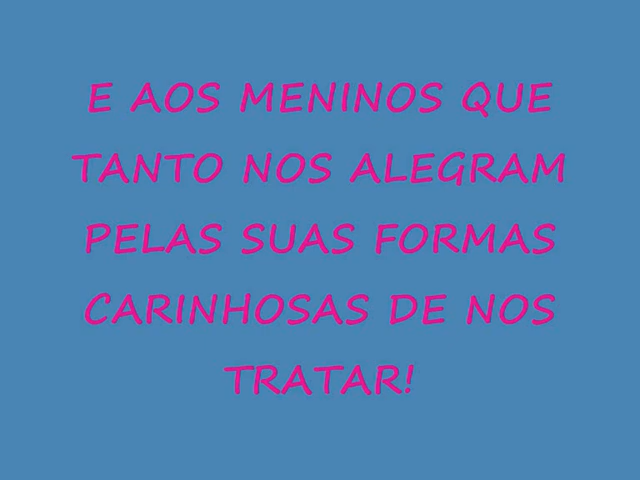 E AOS MENINOS QUE
TANTO NOS ALEGRAM
PELAS SUAS FORMAS
CARINHOSAS DE NOS
TRATAR!